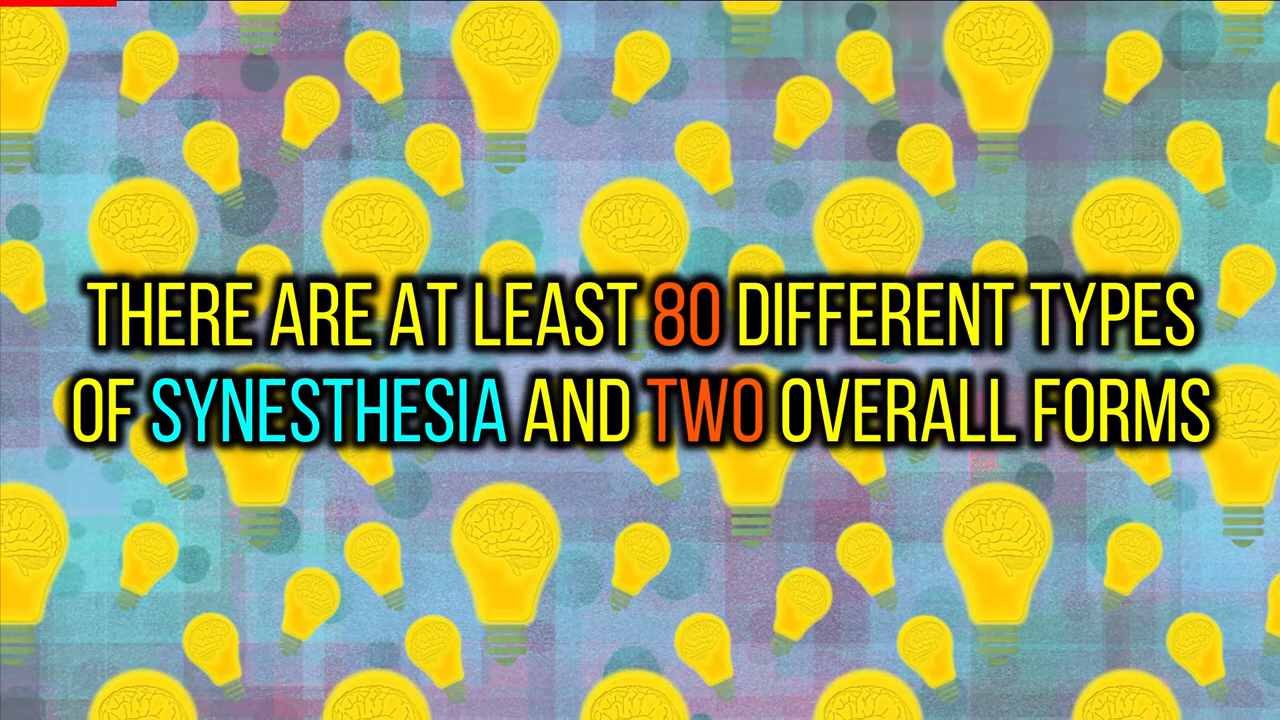 THERE ARE AT LEAST 80 DIFFERENT TYPES
OF SYNESTHESIA AND TWO OVERALL FORMS